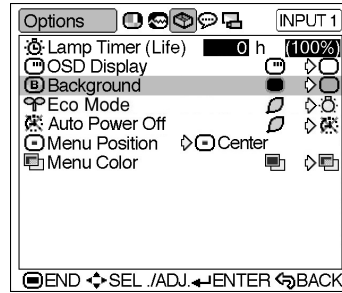 Options INPUT 1
Lamp Timer (Life) 0 h (100%)
OSD Display
B Background
Eco Mode
Auto Power Off
Menu Position Center
Menu Color
END SEL./ADJ. ENTER BACK